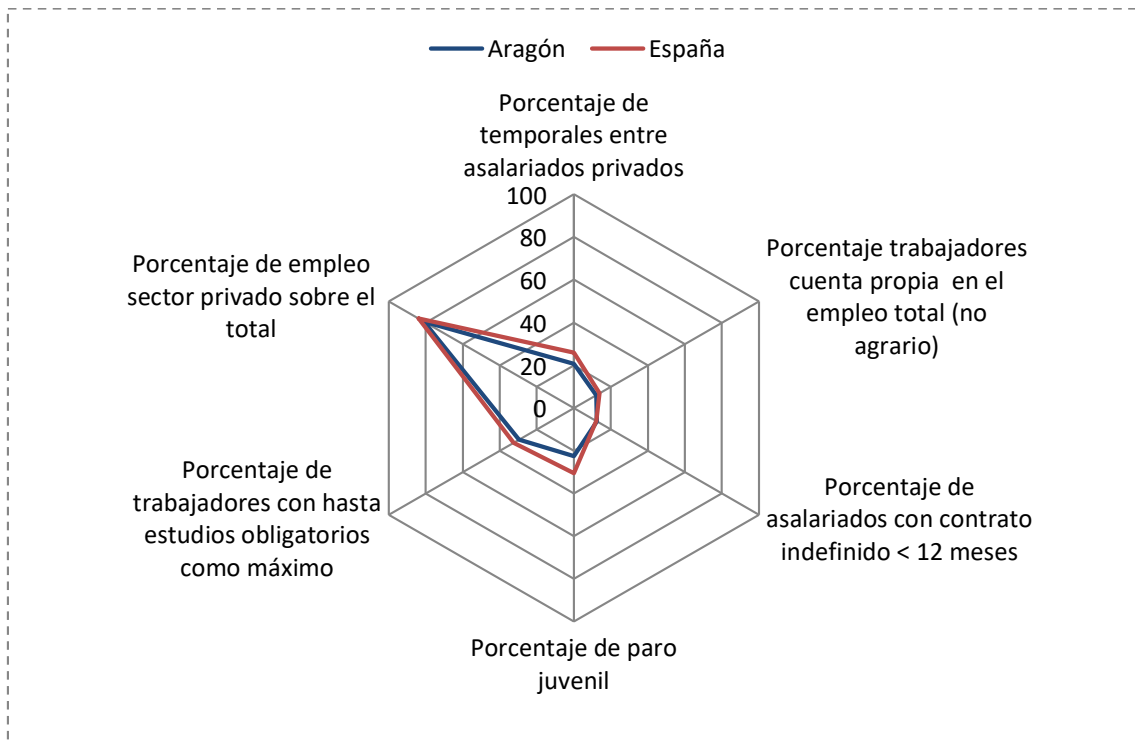 Aragón España
Porcentaje de
temporales entre
asalariados privados
Porcentaje trabajadores
cuenta propia en el
empleo total (no
agrario)
Porcentaje de
asalariados con contrato
indefinido < 12 meses
Porcentaje de paro
juvenil
Porcentaje de
trabajadores con hasta
estudios obligatorios
como máximo
Porcentaje de empleo
sector privado sobre el
total
100
80
60
40
20
0